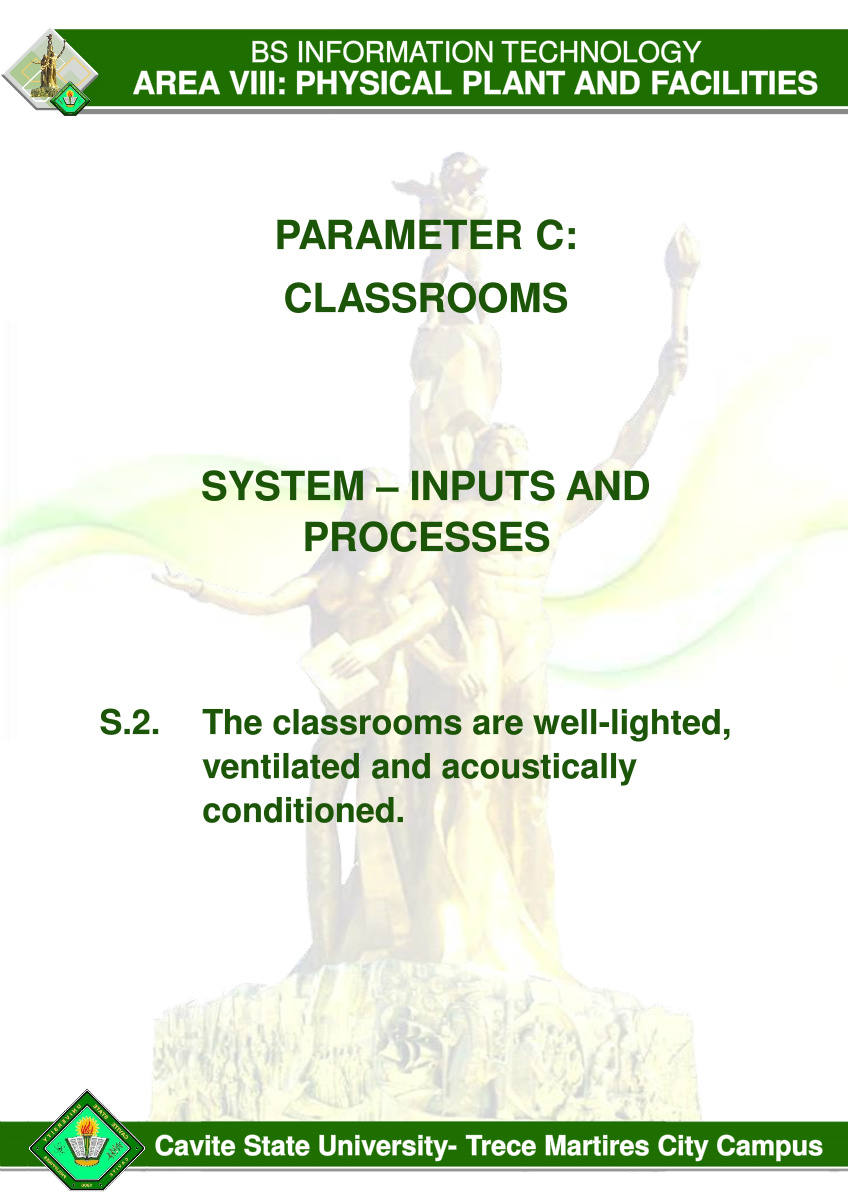 BS INFORMATION TECHNOLOGY
AREA VIII: PHYSICAL PLANT AND FACILITIES
PARAMETER C:
CLASSROOMS
SYSTEM – INPUTS AND
PROCESSES
S.2. The classrooms are well-lighted,
ventilated and acoustically
conditioned.
Cavite State University- Trece Martires City Campus